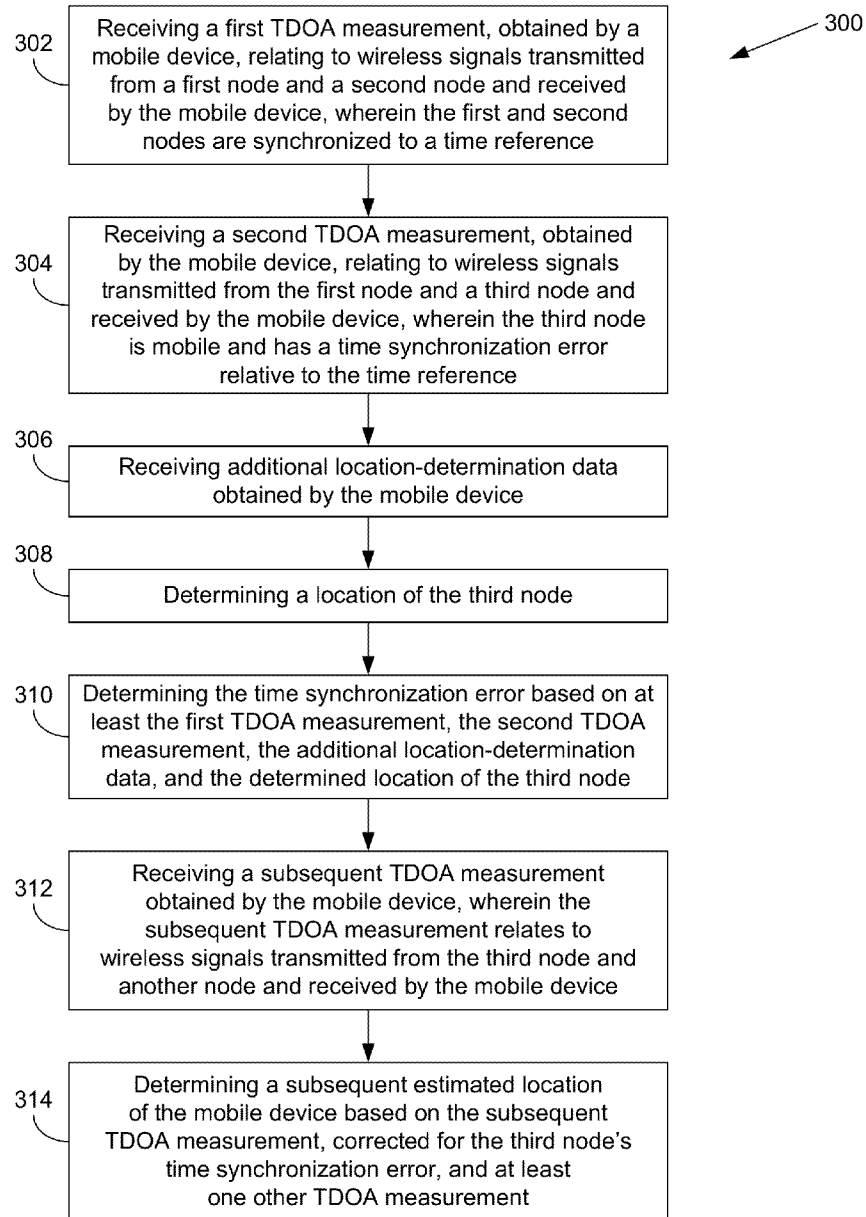 300
302
Receiving a first TDOA measurement, obtained by a
mobile device, relating to wireless signals transmitted
from a first node and a second node and received
by the mobile device, wherein the first and second
nodes are synchronized to a time reference
304
Receiving a second TDOA measurement, obtained
by the mobile device, relating to wireless signals
transmitted from the first node and a third node and
received by the mobile device, wherein the third node
is mobile and has a time synchronization error
relative to the time reference
306
Receiving additional location-determination data
obtained by the mobile device
308
Determining a location of the third node
310
Determining the time synchronization error based on at
least the first TDOA measurement, the second TDOA
measurement, the additional location-determination
data, and the determined location of the third node
312
Receiving a subsequent TDOA measurement
obtained by the mobile device, wherein the
subsequent TDOA measurement relates to
wireless signals transmitted from the third node and
another node and received by the mobile device
314
Determining a subsequent estimated location
of the mobile device based on the subsequent
TDOA measurement, corrected for the third node's
time synchronization error, and at least
one other TDOA measurement